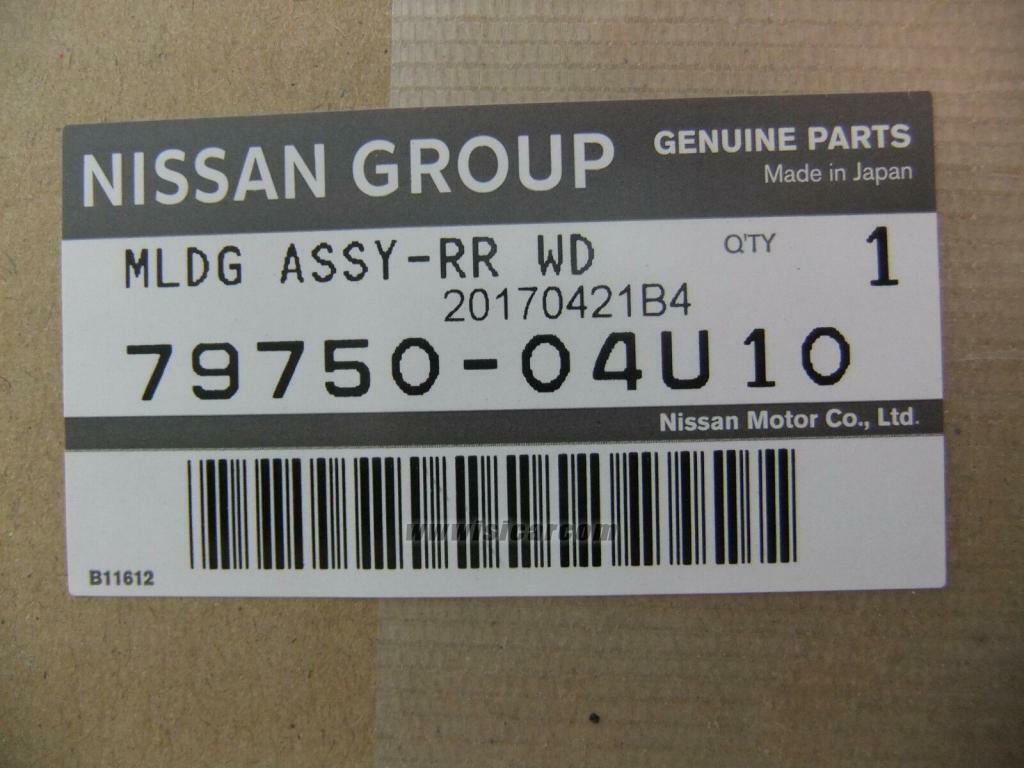 NISSAN GROUP
GENUINE PARTS
Made in Japan
MLDG ASSY-RR WD
Q'TY
1
20170421B4
79750-04U10
Nissan Motor Co., Ltd.
www.isicar.com
B11612